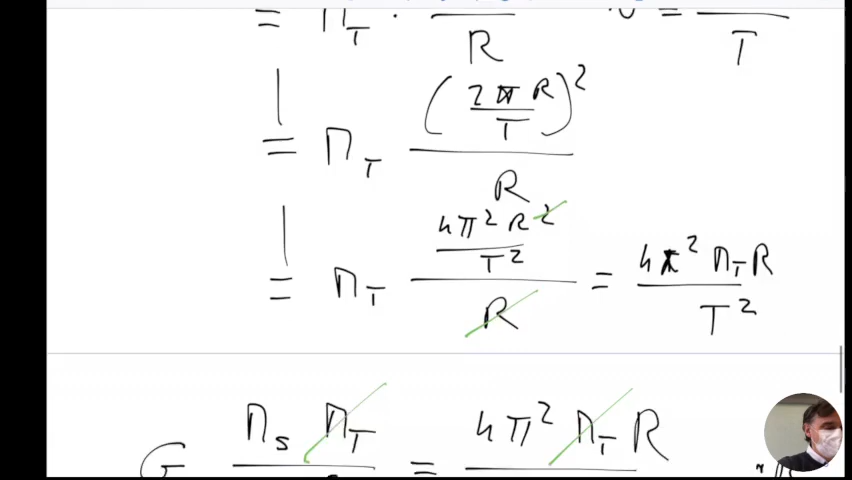 = M_T · / R · v = / T
|= M_T (2πR/T)² / R
|= M_T (4π²R²/T²) / R = 4π² M_T R / T²
G M_S M_T / = 4π² M_T R /